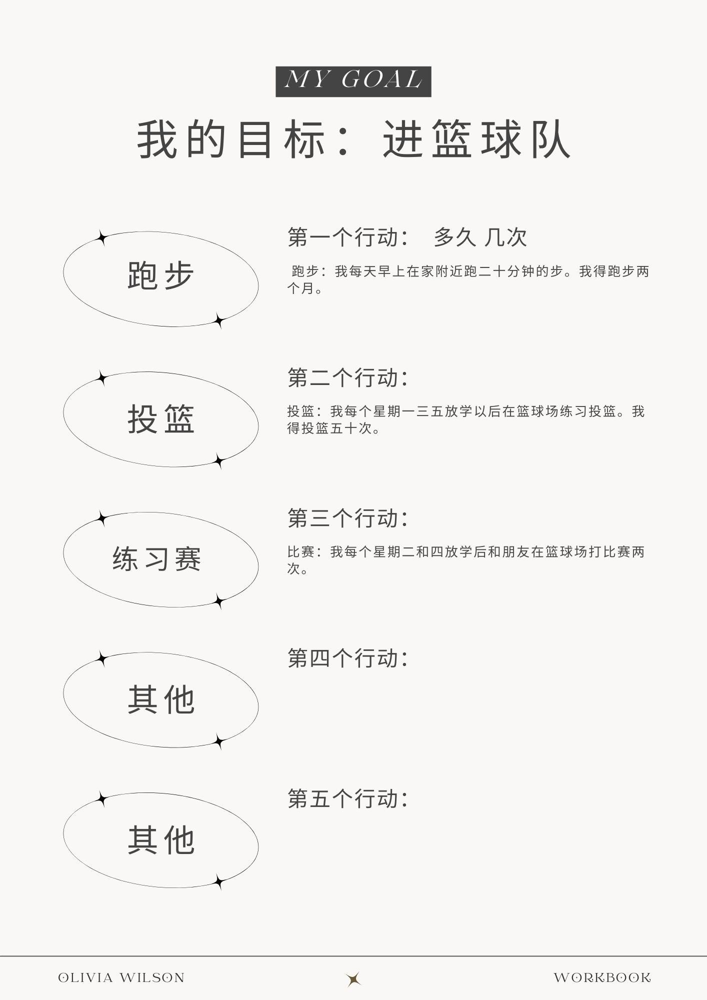 MY GOAL
我的目标：进篮球队
第一个行动： 多久 几次
跑步
跑步：我每天早上在家附近跑二十分钟的步。我得跑步两
个月。
第二个行动：
投篮
投篮：我每个星期一三五放学以后在篮球场练习投篮。我
得投篮五十次。
第三个行动：
练习赛
比赛：我每个星期二和四放学后和朋友在篮球场打比赛两
次。
第四个行动：
其他
第五个行动：
其他
OLIVIA WILSON
WORKBOOK